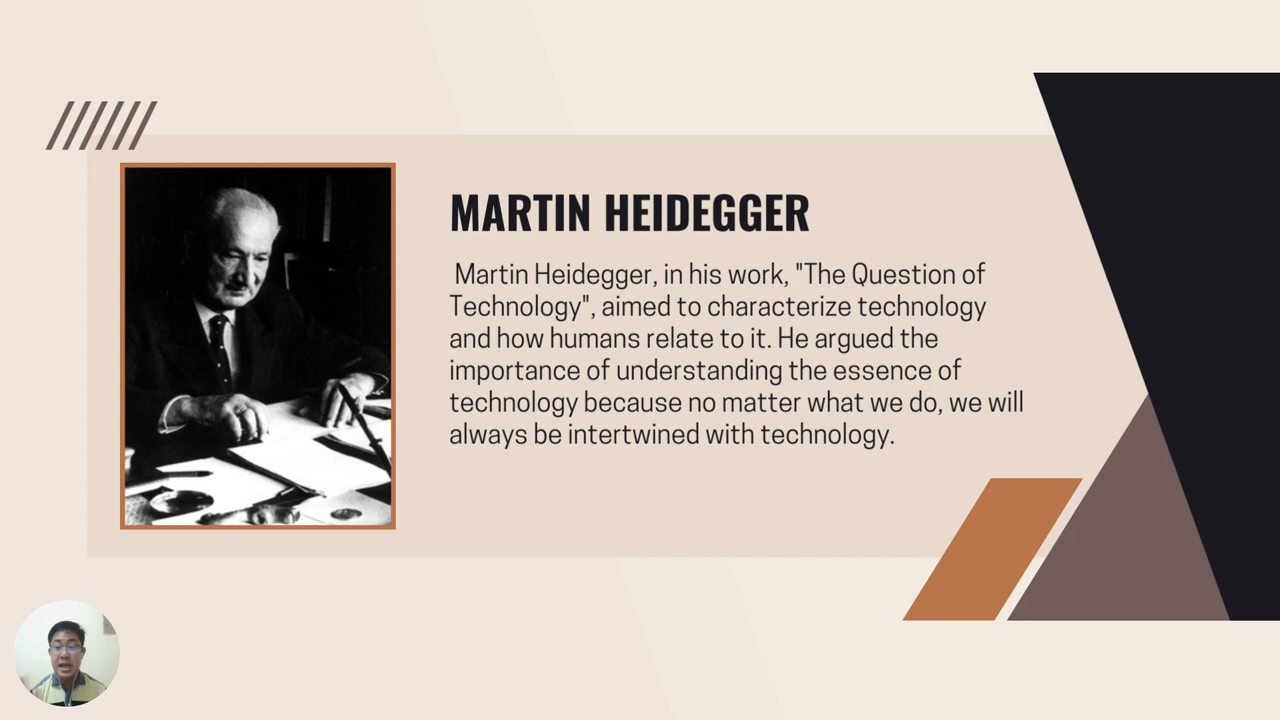 MARTIN HEIDEGGER
Martin Heidegger, in his work, "The Question of
Technology", aimed to characterize technology
and how humans relate to it. He argued the
importance of understanding the essence of
technology because no matter what we do, we will
always be intertwined with technology.